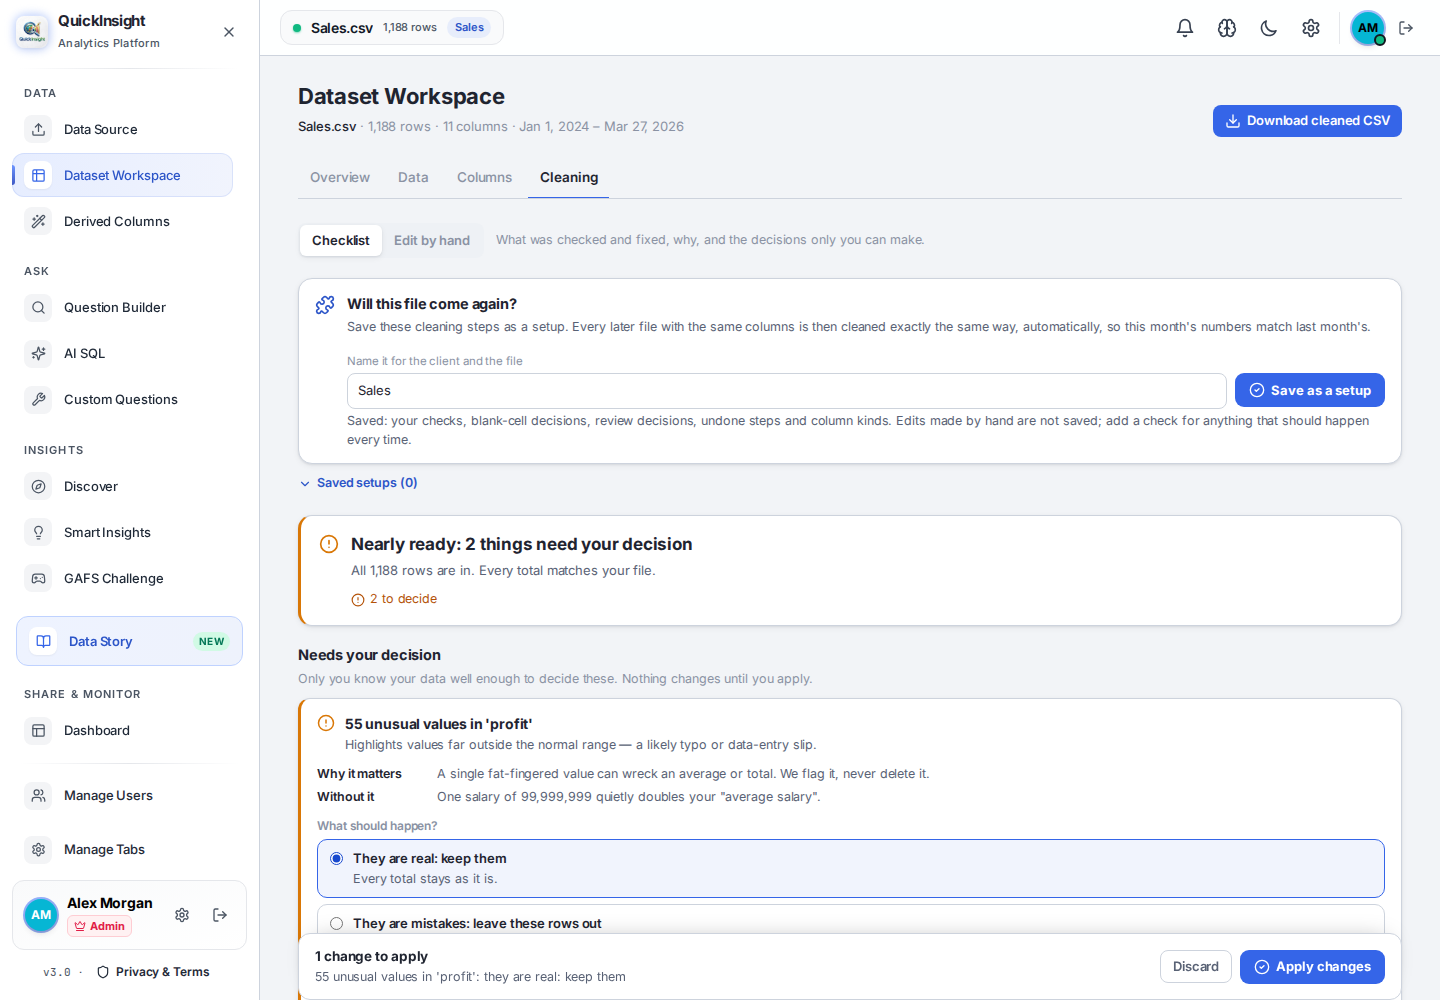 QuickInsight
Analytics Platform
DATA
Data Source
Dataset Workspace
Derived Columns
ASK
Question Builder
AI SQL
Custom Questions
INSIGHTS
Discover
Smart Insights
GAFS Challenge
Data Story NEW
SHARE & MONITOR
Dashboard
Manage Users
Manage Tabs
AM Alex Morgan
Admin
v3.0 · Privacy & Terms
Sales.csv 1,188 rows Sales
AM
Dataset Workspace
Sales.csv · 1,188 rows · 11 columns · Jan 1, 2024 – Mar 27, 2026
Download cleaned CSV
Overview Data Columns Cleaning
Checklist Edit by hand What was checked and fixed, why, and the decisions only you can make.
Will this file come again?
Save these cleaning steps as a setup. Every later file with the same columns is then cleaned exactly the same way, automatically, so this month's numbers match last month's.
Name it for the client and the file
Sales
Save as a setup
Saved: your checks, blank-cell decisions, review decisions, undone steps and column kinds. Edits made by hand are not saved; add a check for anything that should happen
every time.
Saved setups (0)
Nearly ready: 2 things need your decision
All 1,188 rows are in. Every total matches your file.
2 to decide
Needs your decision
Only you know your data well enough to decide these. Nothing changes until you apply.
55 unusual values in 'profit'
Highlights values far outside the normal range — a likely typo or data-entry slip.
Why it matters A single fat-fingered value can wreck an average or total. We flag it, never delete it.
Without it One salary of 99,999,999 quietly doubles your "average salary".
What should happen?
They are real: keep them
Every total stays as it is.
They are mistakes: leave these rows out
1 change to apply
55 unusual values in 'profit': they are real: keep them
Discard
Apply changes